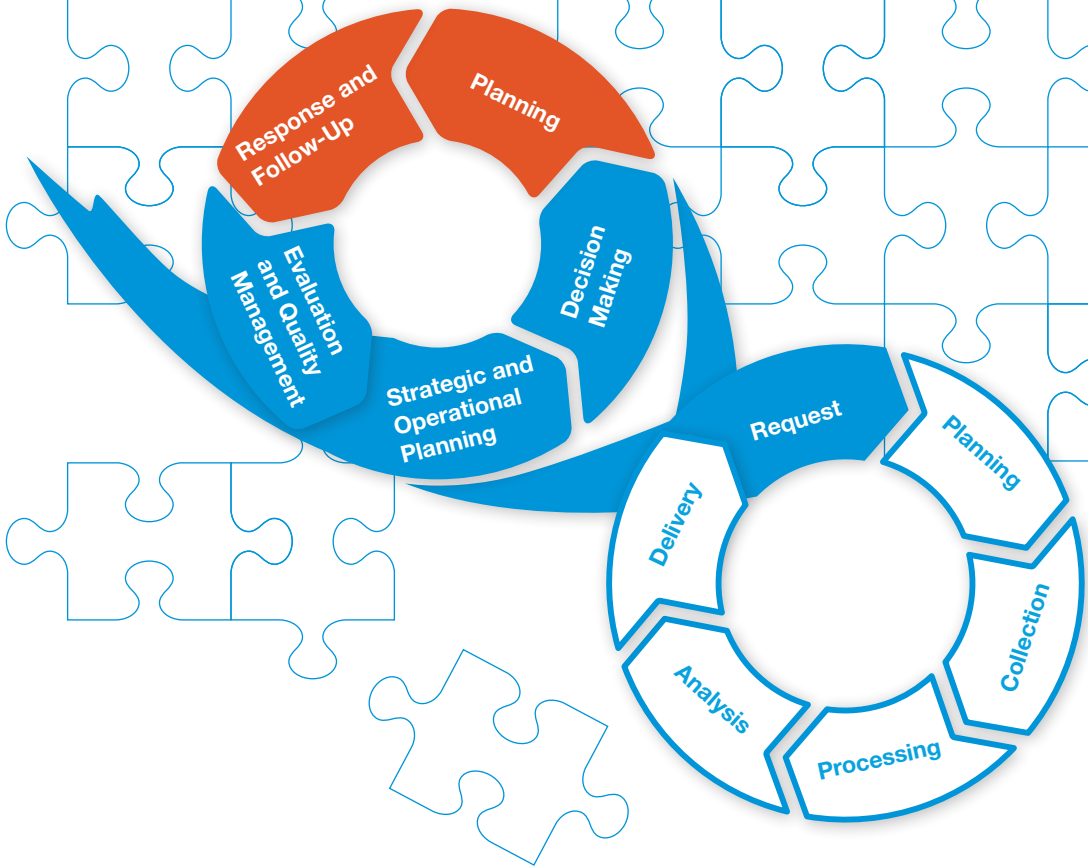 Response and
Follow-Up
Planning
Decision
Making
Strategic and
Operational
Planning
Evaluation
and Quality
Management
Request
Planning
Collection
Processing
Analysis
Delivery